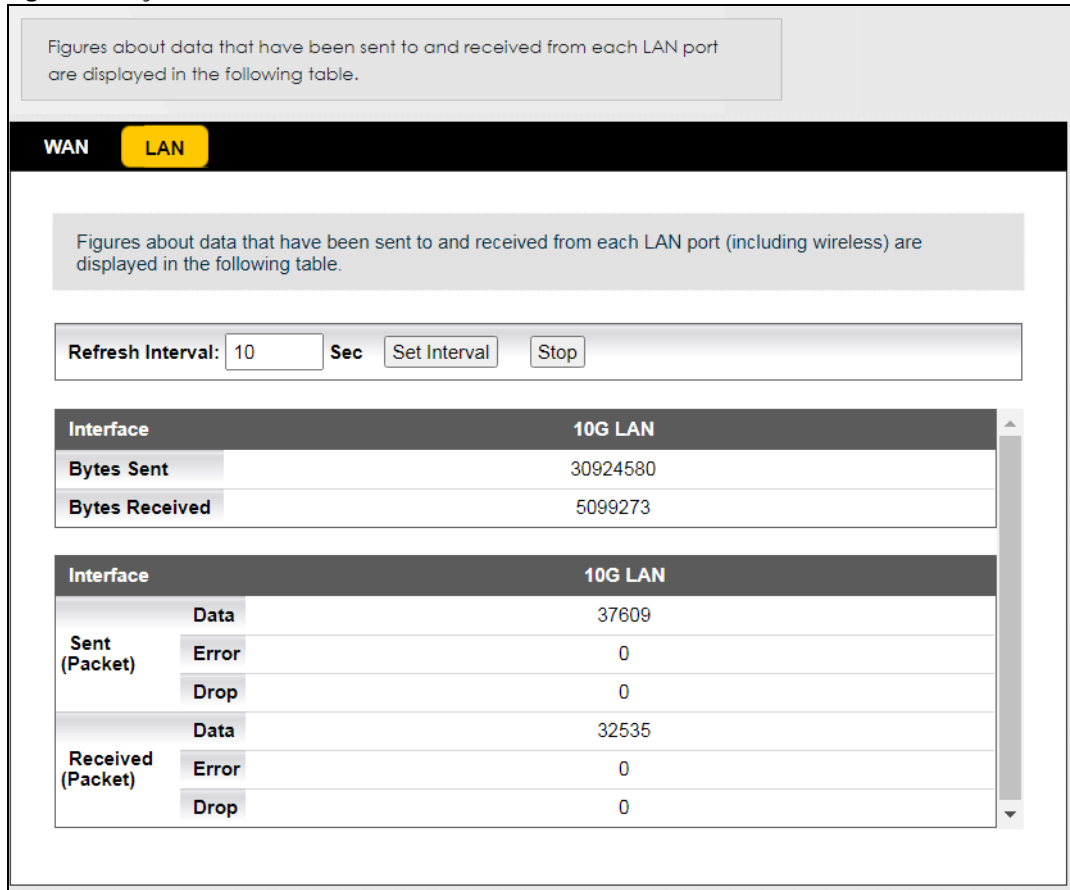 Figures about data that have been sent to and received from each LAN port
are displayed in the following table.
WAN LAN
Figures about data that have been sent to and received from each LAN port (including wireless) are
displayed in the following table.
Refresh Interval: 10 Sec Set Interval Stop
Interface 10G LAN
Bytes Sent 30924580
Bytes Received 5099273
Interface 10G LAN
Sent
(Packet)
Data 37609
Error 0
Drop 0
Received
(Packet)
Data 32535
Error 0
Drop 0